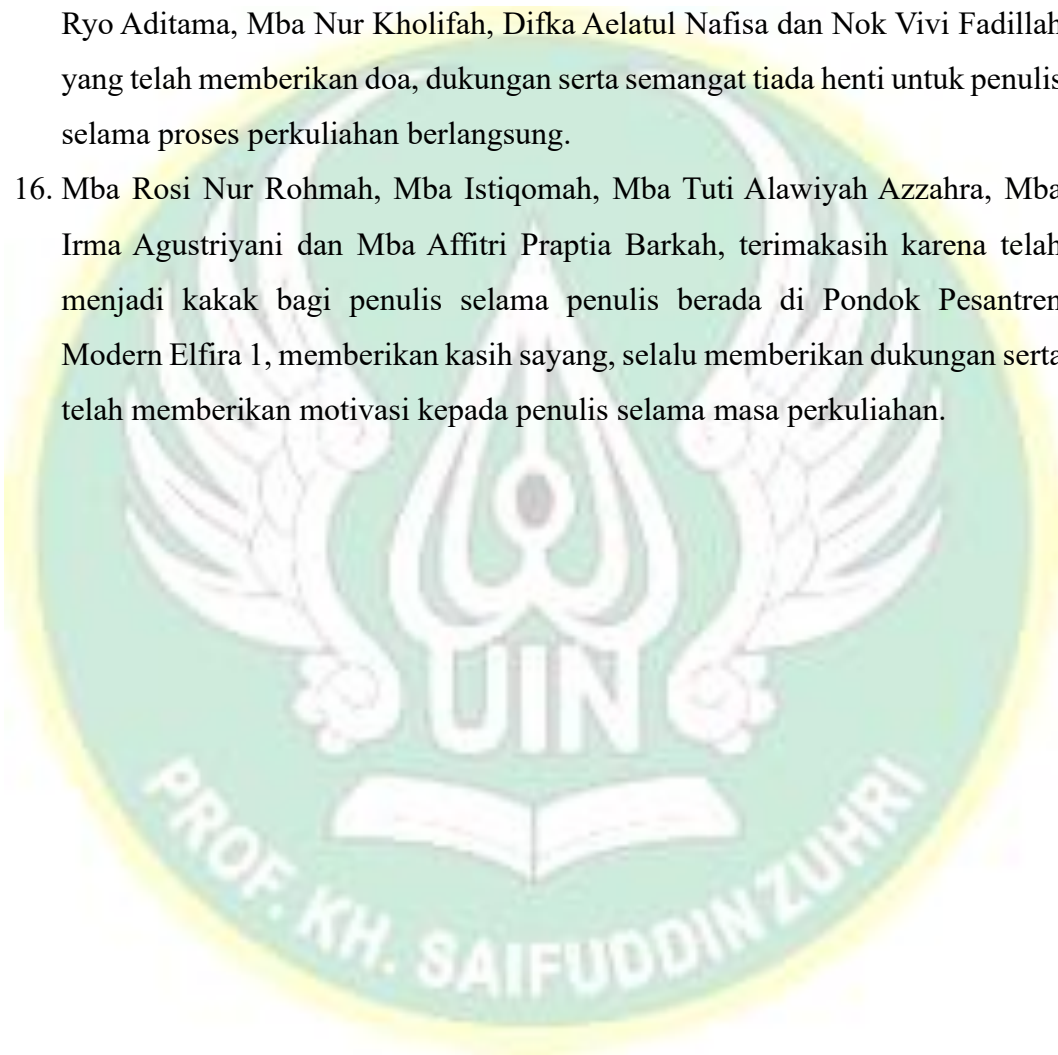 Ryo Aditama, Mba Nur Kholifah, Difka Aelatul Nafisa dan Nok Vivi Fadillah
yang telah memberikan doa, dukungan serta semangat tiada henti untuk penulis
selama proses perkuliahan berlangsung.
16. Mba Rosi Nur Rohmah, Mba Istiqomah, Mba Tuti Alawiyah Azzahra, Mba
Irma Agustriyani dan Mba Affitri Praptia Barkah, terimakasih karena telah
menjadi kakak bagi penulis selama penulis berada di Pondok Pesantren
Modern Elfira 1, memberikan kasih sayang, selalu memberikan dukungan serta
telah memberikan motivasi kepada penulis selama masa perkuliahan.
UIN
PROF. KH. SAIFUDDIN ZUHRI